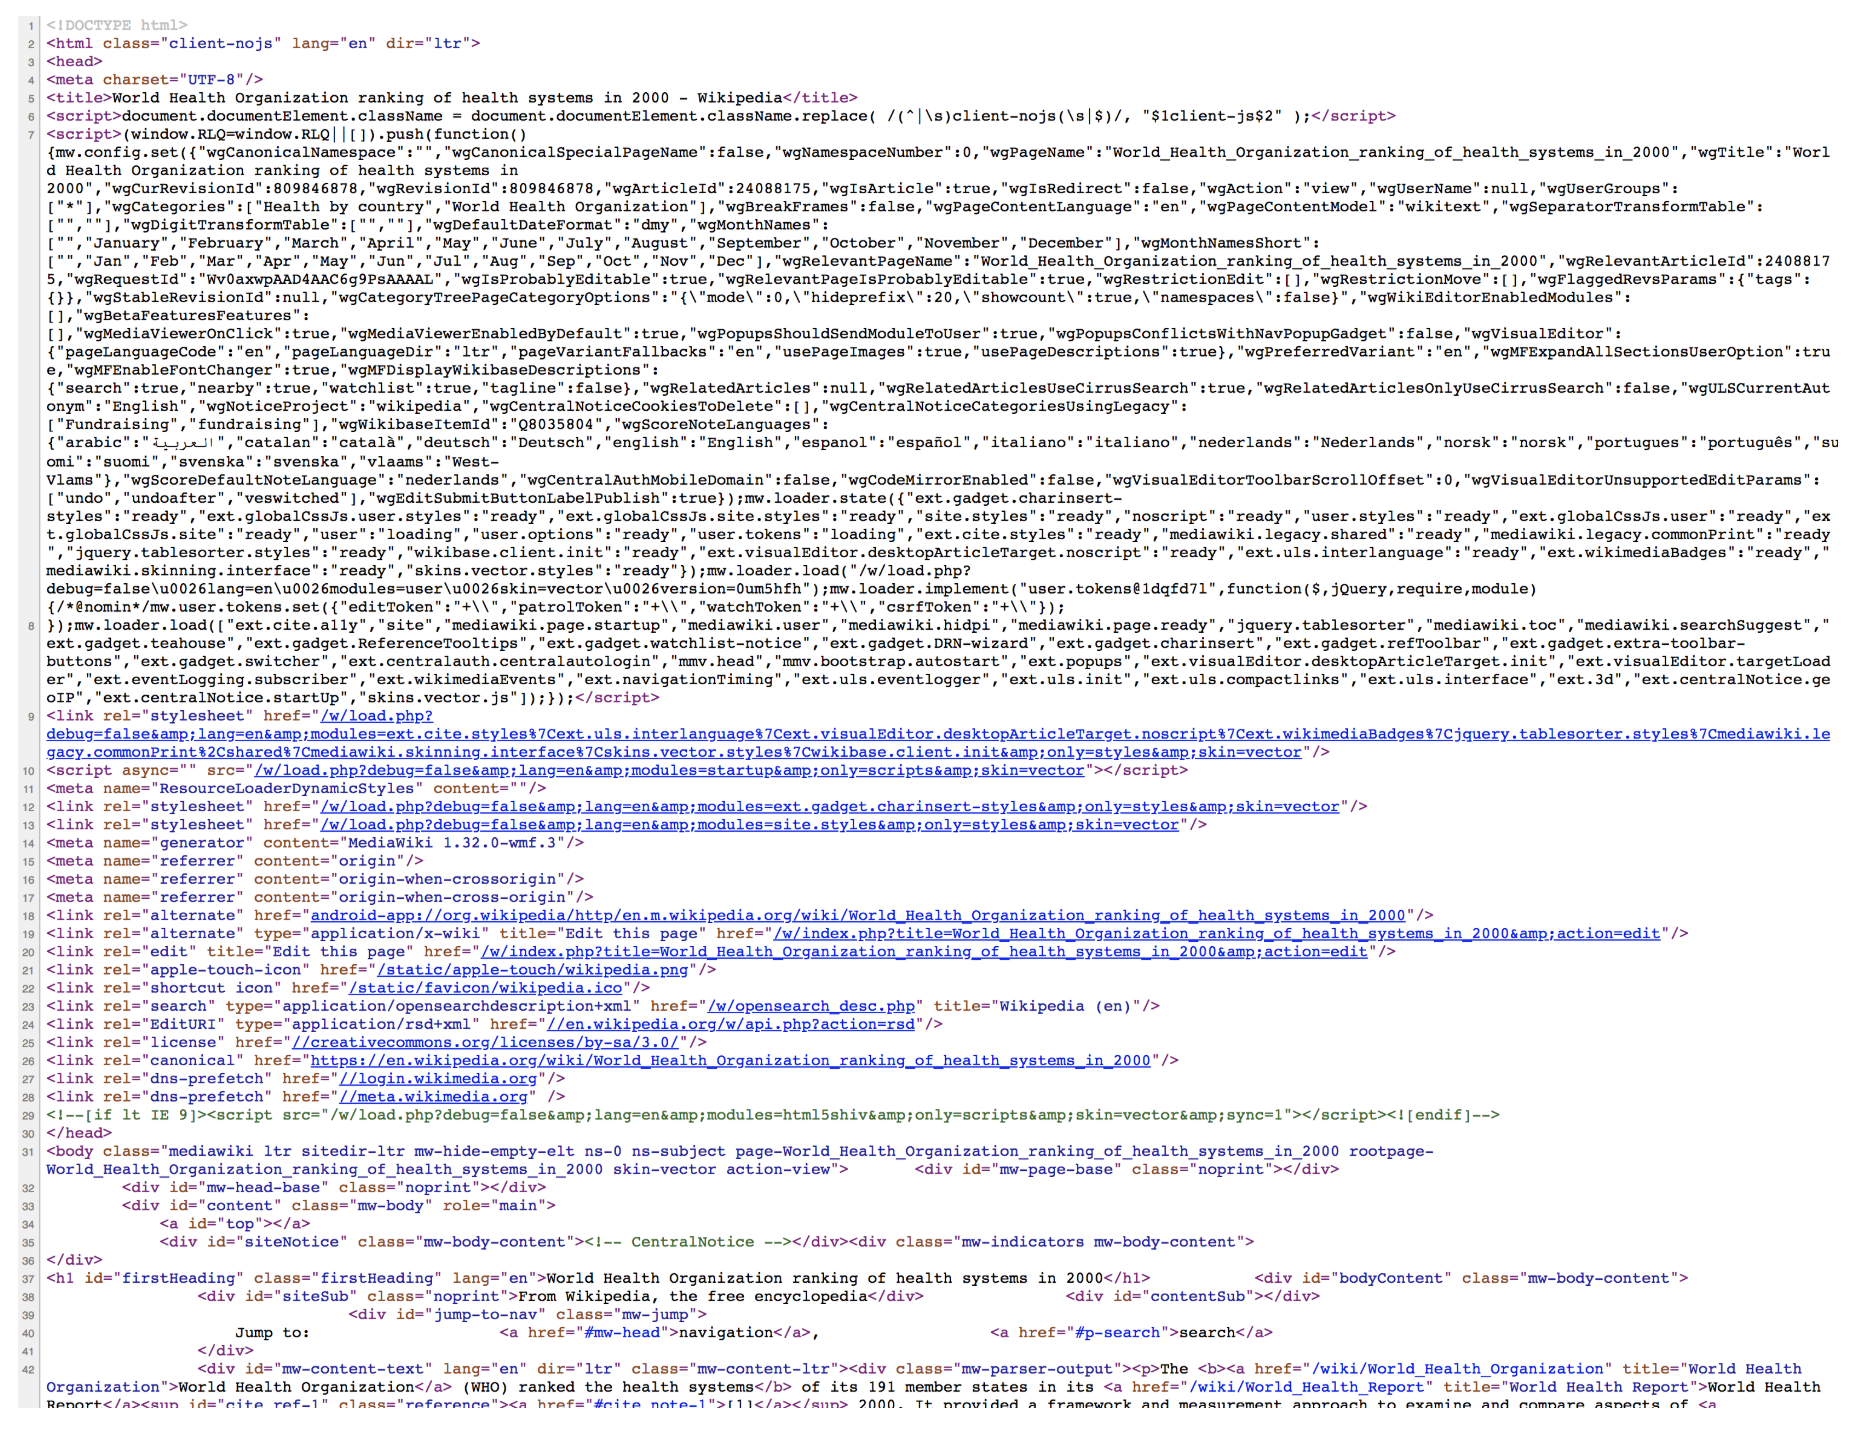 1 <!DOCTYPE html>
2 <html class="client-nojs" lang="en" dir="ltr">
3 <head>
4 <meta charset="UTF-8"/>
5 <title>World Health Organization ranking of health systems in 2000 - Wikipedia</title>
6 <script>document.documentElement.className = document.documentElement.className.replace( /(^|\s)client-nojs(\s|$)/, "$1client-js$2" );</script>
7 <script>(window.RLQ=window.RLQ||[]).push(function()
{mw.config.set({"wgCanonicalNamespace":"","wgCanonicalSpecialPageName":false,"wgNamespaceNumber":0,"wgPageName":"World_Health_Organization_ranking_of_health_systems_in_2000","wgTitle":"Worl
d Health Organization ranking of health systems in
2000","wgCurRevisionId":809846878,"wgRevisionId":809846878,"wgArticleId":24088175,"wgIsArticle":true,"wgIsRedirect":false,"wgAction":"view","wgUserName":null,"wgUserGroups":
["*"],"wgCategories":["Health by country","World Health Organization"],"wgBreakFrames":false,"wgPageContentLanguage":"en","wgPageContentModel":"wikitext","wgSeparatorTransformTable":
["",""],"wgDigitTransformTable":["",""],"wgDefaultDateFormat":"dmy","wgMonthNames":
["","January","February","March","April","May","June","July","August","September","October","November","December"],"wgMonthNamesShort":
["","Jan","Feb","Mar","Apr","May","Jun","Jul","Aug","Sep","Oct","Nov","Dec"],"wgRelevantPageName":"World_Health_Organization_ranking_of_health_systems_in_2000","wgRelevantArticleId":2408817
5,"wgRequestId":"Wv0axwpAAD4AAC6g9PsAAAAL","wgIsProbablyEditable":true,"wgRelevantPageIsProbablyEditable":true,"wgRestrictionEdit":[],"wgRestrictionMove":[],"wgFlaggedRevsParams":{"tags":
{}},"wgStableRevisionId":null,"wgCategoryTreePageCategoryOptions":"{\"mode\":0,\"hideprefix\":20,\"showcount\":true,\"namespaces\":false}","wgWikiEditorEnabledModules":
[],"wgBetaFeaturesFeatures":
[],"wgMediaViewerOnClick":true,"wgMediaViewerEnabledByDefault":true,"wgPopupsShouldSendModuleToUser":true,"wgPopupsConflictsWithNavPopupGadget":false,"wgVisualEditor":
{"pageLanguageCode":"en","pageLanguageDir":"ltr","pageVariantFallbacks":"en","usePageImages":true,"usePageDescriptions":true},"wgPreferredVariant":"en","wgMFExpandAllSectionsUserOption":tru
e,"wgMFEnableFontChanger":true,"wgMFDisplayWikibaseDescriptions":
{"search":true,"nearby":true,"watchlist":true,"tagline":false},"wgRelatedArticles":null,"wgRelatedArticlesUseCirrusSearch":true,"wgRelatedArticlesOnlyUseCirrusSearch":false,"wgULSCurrentAut
onym":"English","wgNoticeProject":"wikipedia","wgCentralNoticeCookiesToDelete":[],"wgCentralNoticeCategoriesUsingLegacy":
["Fundraising","fundraising"],"wgWikibaseItemId":"Q8035804","wgScoreNoteLanguages":
{"arabic":"العربية","catalan":"català","deutsch":"Deutsch","english":"English","espanol":"español","italiano":"italiano","nederlands":"Nederlands","norsk":"norsk","portugues":"português","su
omi":"suomi","svenska":"svenska","vlaams":"West-
Vlams"},"wgScoreDefaultNoteLanguage":"nederlands","wgCentralAuthMobileDomain":false,"wgCodeMirrorEnabled":false,"wgVisualEditorToolbarScrollOffset":0,"wgVisualEditorUnsupportedEditParams":
["undo","undoafter","veswitched"],"wgEditSubmitButtonLabelPublish":true});mw.loader.state({"ext.gadget.charinsert-
styles":"ready","ext.globalCssJs.user.styles":"ready","ext.globalCssJs.site.styles":"ready","site.styles":"ready","noscript":"ready","user.styles":"ready","ext.globalCssJs.user":"ready","ex
t.globalCssJs.site":"ready","user":"loading","user.options":"ready","user.tokens":"loading","ext.cite.styles":"ready","mediawiki.legacy.shared":"ready","mediawiki.legacy.commonPrint":"ready
","jquery.tablesorter.styles":"ready","wikibase.client.init":"ready","ext.visualEditor.desktopArticleTarget.noscript":"ready","ext.uls.interlanguage":"ready","ext.wikimediaBadges":"ready","
mediawiki.skinning.interface":"ready","skins.vector.styles":"ready"});mw.loader.load("/w/load.php?
debug=false\u0026lang=en\u0026modules=user\u0026skin=vector\u0026version=0um5hfh");mw.loader.implement("user.tokens@1dqfd7l",function($,jQuery,require,module)
{/*@nomin*/mw.user.tokens.set({"editToken":"+\\","patrolToken":"+\\","watchToken":"+\\","csrfToken":"+\\"});
8 });mw.loader.load(["ext.cite.a11y","site","mediawiki.page.startup","mediawiki.user","mediawiki.hidpi","mediawiki.page.ready","jquery.tablesorter","mediawiki.toc","mediawiki.searchSuggest","
ext.gadget.teahouse","ext.gadget.ReferenceTooltips","ext.gadget.watchlist-notice","ext.gadget.DRN-wizard","ext.gadget.charinsert","ext.gadget.refToolbar","ext.gadget.extra-toolbar-
buttons","ext.gadget.switcher","ext.centralauth.centralautologin","mmv.head","mmv.bootstrap.autostart","ext.popups","ext.visualEditor.desktopArticleTarget.init","ext.visualEditor.targetLoad
er","ext.eventLogging.subscriber","ext.wikimediaEvents","ext.navigationTiming","ext.uls.eventlogger","ext.uls.init","ext.uls.compactlinks","ext.uls.interface","ext.3d","ext.centralNotice.ge
oIP","ext.centralNotice.startUp","skins.vector.js"]);});</script>
9 <link rel="stylesheet" href="/w/load.php?
debug=false&amp;lang=en&amp;modules=ext.cite.styles%7Cext.uls.interlanguage%7Cext.visualEditor.desktopArticleTarget.noscript%7Cext.wikimediaBadges%7Cjquery.tablesorter.styles%7Cmediawiki.le
gacy.commonPrint%2Cshared%7Cmediawiki.skinning.interface%7Cskins.vector.styles%7Cwikibase.client.init&amp;only=styles&amp;skin=vector"/>
10 <script async="" src="/w/load.php?debug=false&amp;lang=en&amp;modules=startup&amp;only=scripts&amp;skin=vector"></script>
11 <meta name="ResourceLoaderDynamicStyles" content=""/>
12 <link rel="stylesheet" href="/w/load.php?debug=false&amp;lang=en&amp;modules=ext.gadget.charinsert-styles&amp;only=styles&amp;skin=vector"/>
13 <link rel="stylesheet" href="/w/load.php?debug=false&amp;lang=en&amp;modules=site.styles&amp;only=styles&amp;skin=vector"/>
14 <meta name="generator" content="MediaWiki 1.32.0-wmf.3"/>
15 <meta name="referrer" content="origin"/>
16 <meta name="referrer" content="origin-when-crossorigin"/>
17 <meta name="referrer" content="origin-when-cross-origin"/>
18 <link rel="alternate" href="android-app://org.wikipedia/http/en.m.wikipedia.org/wiki/World_Health_Organization_ranking_of_health_systems_in_2000"/>
19 <link rel="alternate" type="application/x-wiki" title="Edit this page" href="/w/index.php?title=World_Health_Organization_ranking_of_health_systems_in_2000&amp;action=edit"/>
20 <link rel="edit" title="Edit this page" href="/w/index.php?title=World_Health_Organization_ranking_of_health_systems_in_2000&amp;action=edit"/>
21 <link rel="apple-touch-icon" href="/static/apple-touch/wikipedia.png"/>
22 <link rel="shortcut icon" href="/static/favicon/wikipedia.ico"/>
23 <link rel="search" type="application/opensearchdescription+xml" href="/w/opensearch_desc.php" title="Wikipedia (en)"/>
24 <link rel="EditURI" type="application/rsd+xml" href="//en.wikipedia.org/w/api.php?action=rsd"/>
25 <link rel="license" href="//creativecommons.org/licenses/by-sa/3.0/"/>
26 <link rel="canonical" href="https://en.wikipedia.org/wiki/World_Health_Organization_ranking_of_health_systems_in_2000"/>
27 <link rel="dns-prefetch" href="//login.wikimedia.org"/>
28 <link rel="dns-prefetch" href="//meta.wikimedia.org" />
29 <!--[if lt IE 9]><script src="/w/load.php?debug=false&amp;lang=en&amp;modules=html5shiv&amp;only=scripts&amp;skin=vector&amp;sync=1"></script><![endif]-->
30 </head>
31 <body class="mediawiki ltr sitedir-ltr mw-hide-empty-elt ns-0 ns-subject page-World_Health_Organization_ranking_of_health_systems_in_2000 rootpage-
World_Health_Organization_ranking_of_health_systems_in_2000 skin-vector action-view"> <div id="mw-page-base" class="noprint"></div>
32 <div id="mw-head-base" class="noprint"></div>
33 <div id="content" class="mw-body" role="main">
34 <a id="top"></a>
35 <div id="siteNotice" class="mw-body-content"><!-- CentralNotice --></div><div class="mw-indicators mw-body-content">
36 </div>
37 <h1 id="firstHeading" class="firstHeading" lang="en">World Health Organization ranking of health systems in 2000</h1> <div id="bodyContent" class="mw-body-content">
38 <div id="siteSub" class="noprint">From Wikipedia, the free encyclopedia</div> <div id="contentSub"></div>
39 <div id="jump-to-nav" class="mw-jump">
40 Jump to: <a href="#mw-head">navigation</a>, <a href="#p-search">search</a>
41 </div>
42 <div id="mw-content-text" lang="en" dir="ltr" class="mw-content-ltr"><div class="mw-parser-output"><p>The <b><a href="/wiki/World_Health_Organization" title="World Health
Organization">World Health Organization</a> (WHO) ranked the health systems</b> of its 191 member states in its <a href="/wiki/World_Health_Report" title="World Health Report">World Health
Report</a><sup id="cite_ref-1" class="reference"><a href="#cite_note-1">[1]</a></sup> 2000. It provided a framework and measurement approach to examine and compare aspects of <a